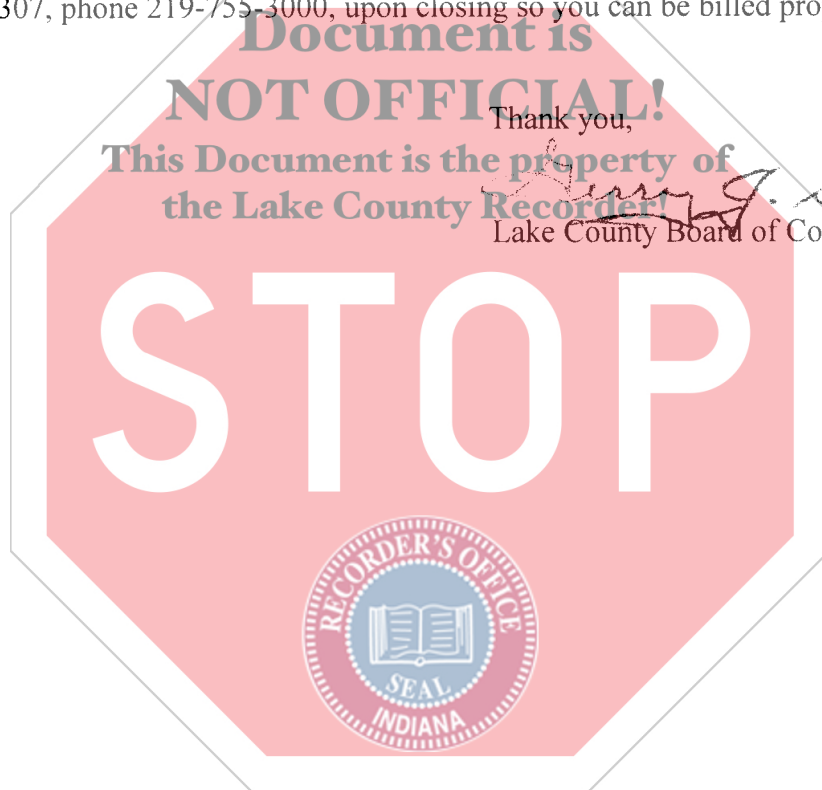 307, phone 219-755-3000, upon closing so you can be billed pro
Document is
NOT OFFICIAL!
Thank you,
This Document is the property of
the Lake County Recorder!
Lake County Board of Co
STOP
RECORDER'S OFFICE
SEAL
INDIANA